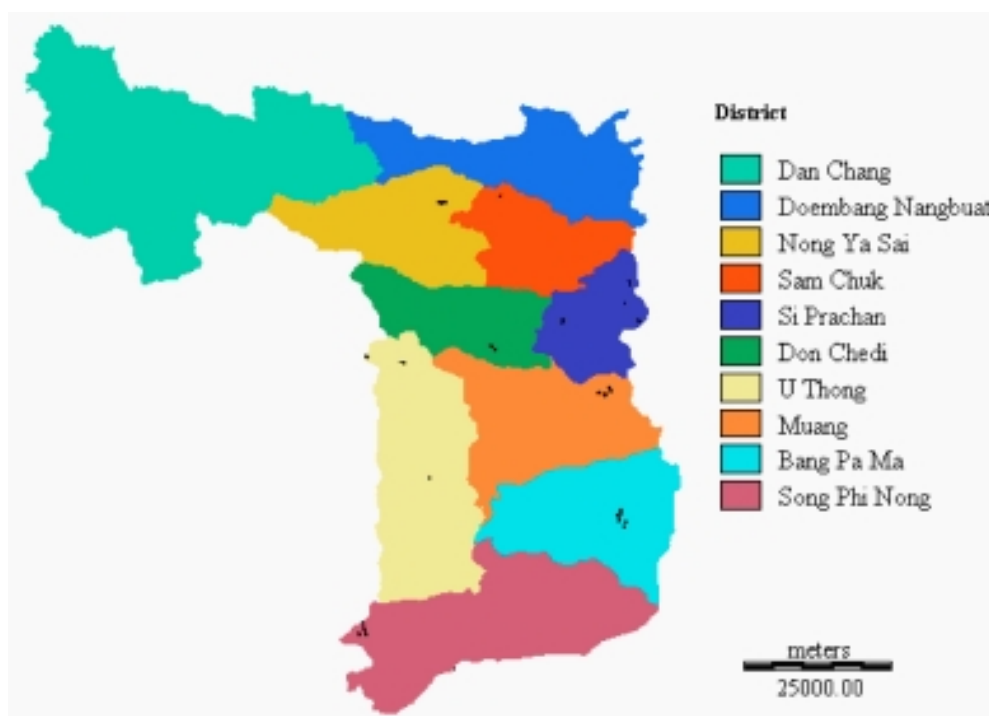 District
Dan Chang
Doembang Nangbuat
Nong Ya Sai
Sam Chuk
Si Prachan
Don Chedi
U Thong
Muang
Bang Pa Ma
Song Phi Nong
meters
25000.00